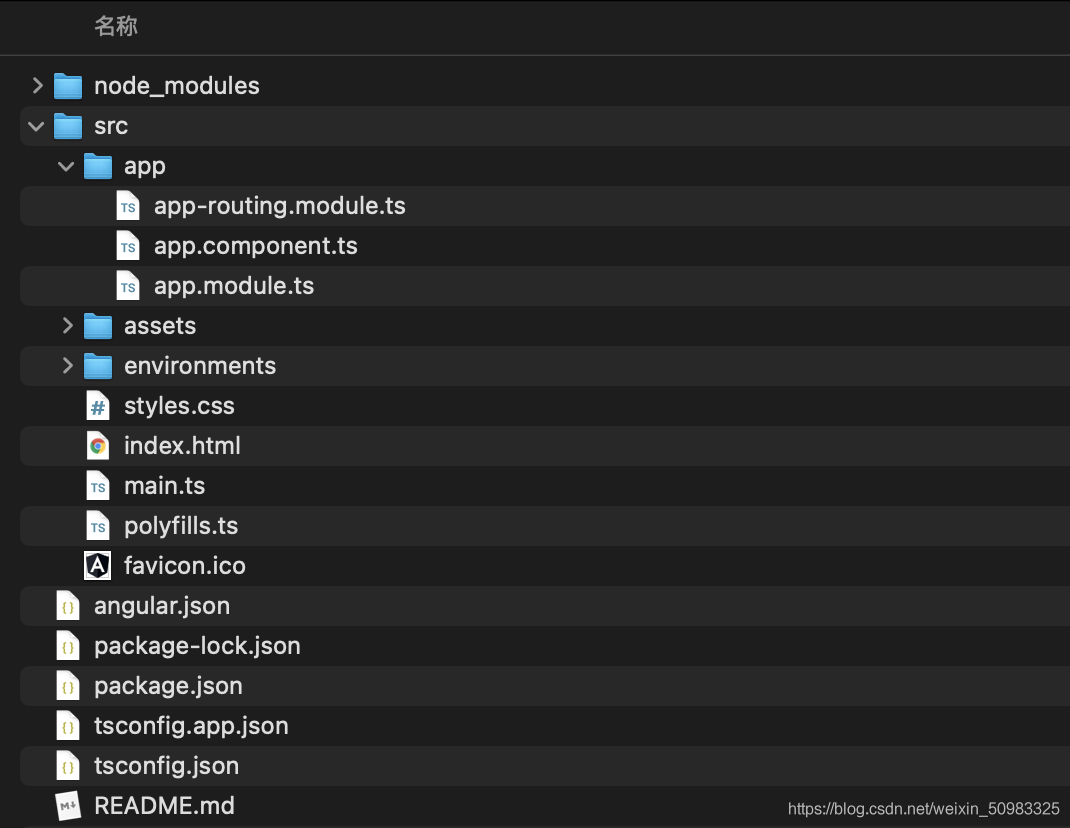 名称
node_modules
src
app
TS app-routing.module.ts
TS app.component.ts
TS app.module.ts
assets
environments
# styles.css
index.html
TS main.ts
TS polyfills.ts
A favicon.ico
{} angular.json
{} package-lock.json
{} package.json
{} tsconfig.app.json
{} tsconfig.json
M↓ README.md
https://blog.csdn.net/weixin_50983325